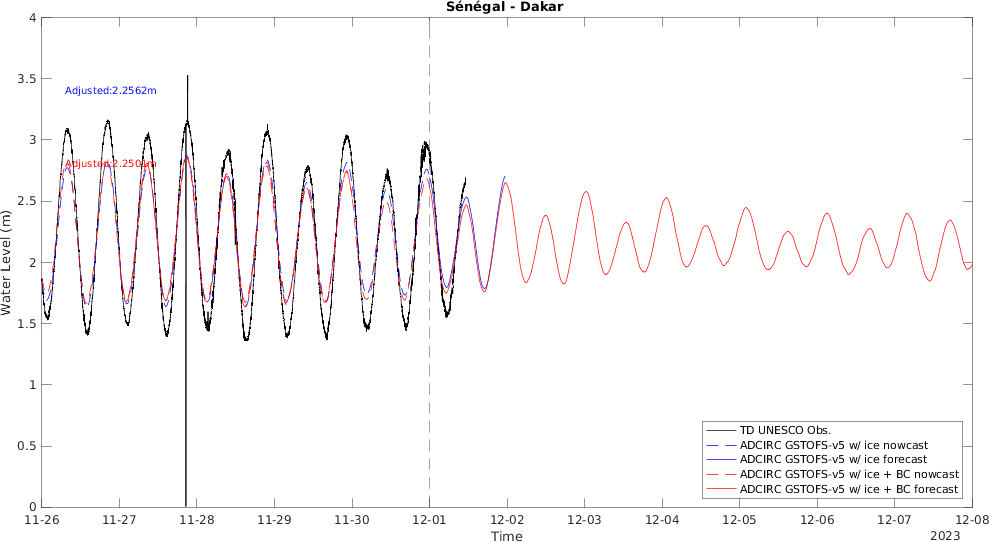 Sénégal - Dakar
4
3.5
3
2.5
2
1.5
1
0.5
0
Water Level (m)
Adjusted:2.2562m
11-26
11-27
11-28
11-29
11-30
12-01
12-02
12-03
12-04
12-05
12-06
12-07
12-08
Time
2023
TD UNESCO Obs.
ADCIRC GSTOFS-v5 w/ ice nowcast
ADCIRC GSTOFS-v5 w/ ice forecast
ADCIRC GSTOFS-v5 w/ ice + BC nowcast
ADCIRC GSTOFS-v5 w/ ice + BC forecast